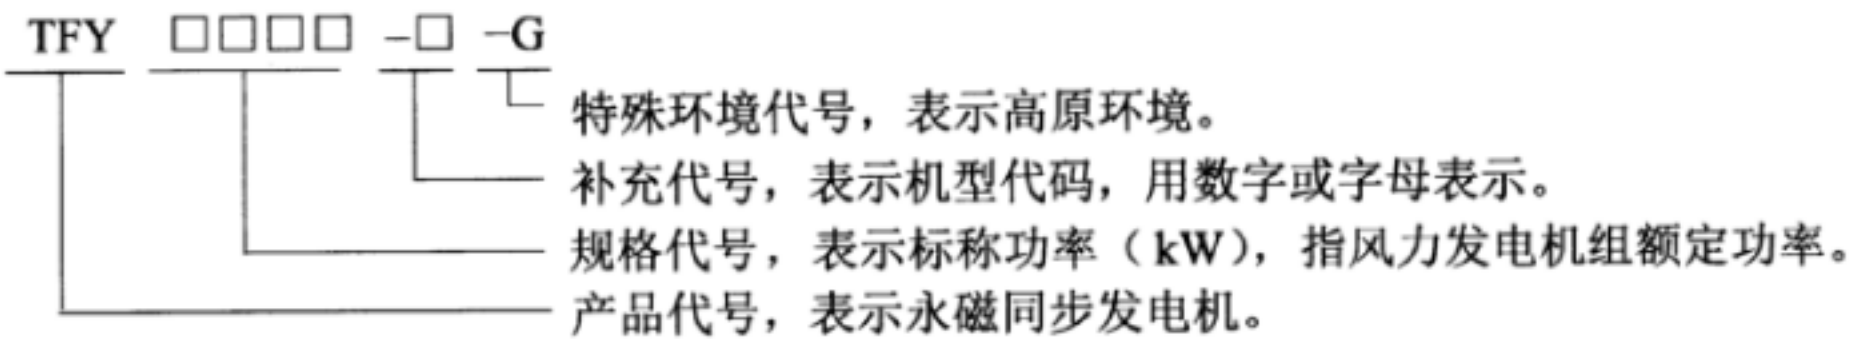 TFY □□□□ -□ -G
特殊环境代号，表示高原环境。
补充代号，表示机型代码，用数字或字母表示。
规格代号，表示标称功率（kW），指风力发电机组额定功率。
产品代号，表示永磁同步发电机。